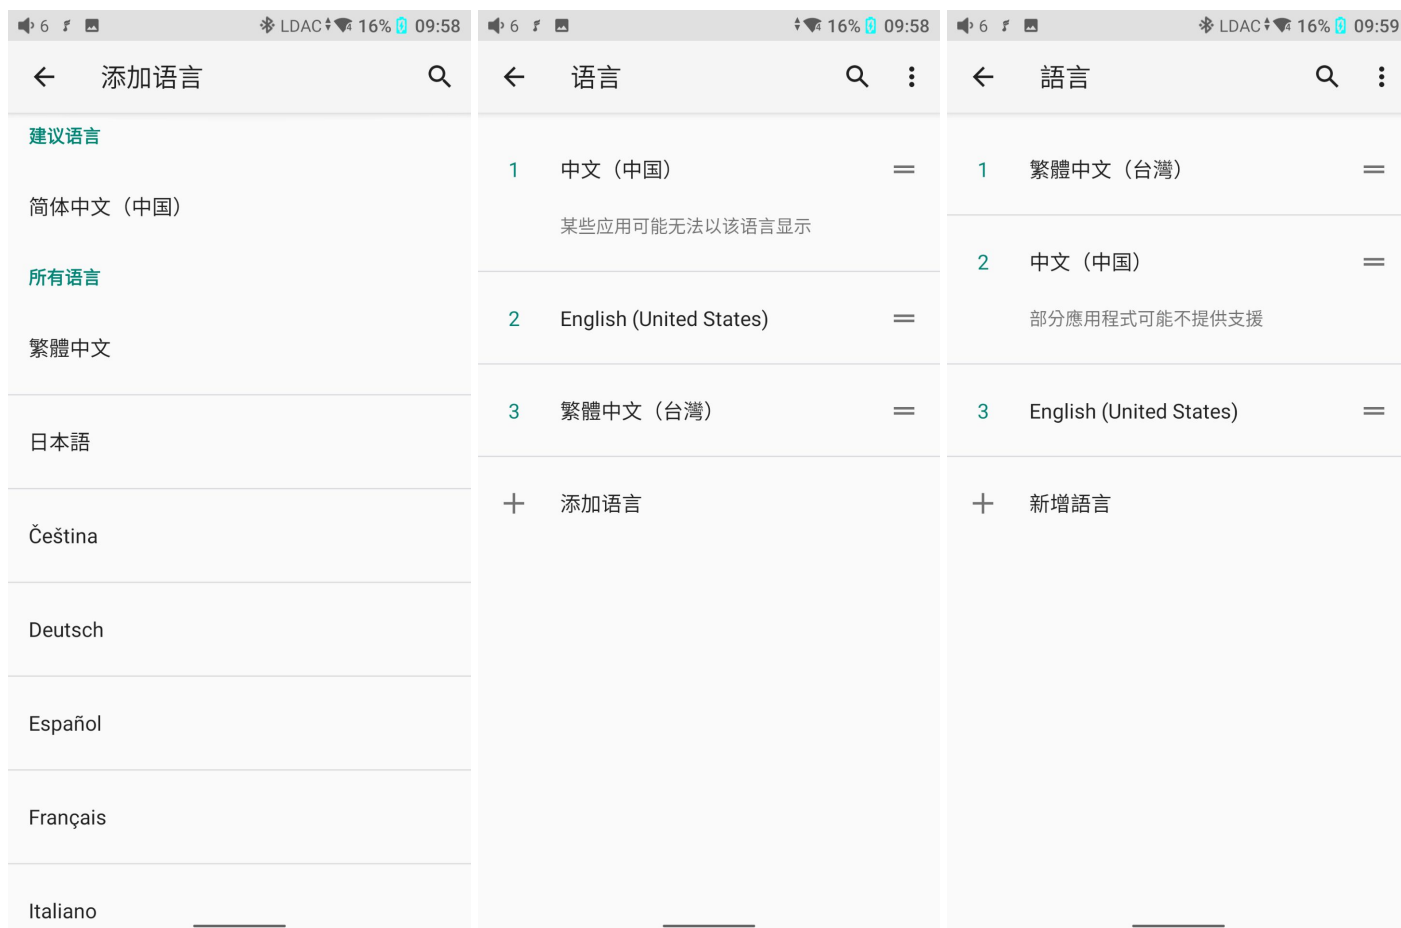 6 LDAC 16% 09:58
添加语言
建议语言
简体中文（中国）
所有语言
繁體中文
日本語
Čeština
Deutsch
Español
Français
Italiano
6 16% 09:58
语言
1 中文（中国）
某些应用可能无法以该语言显示
2 English (United States)
3 繁體中文（台灣）
添加语言
6 LDAC 16% 09:59
語言
1 繁體中文（台灣）
2 中文（中国）
部分應用程式可能不提供支援
3 English (United States)
新增語言